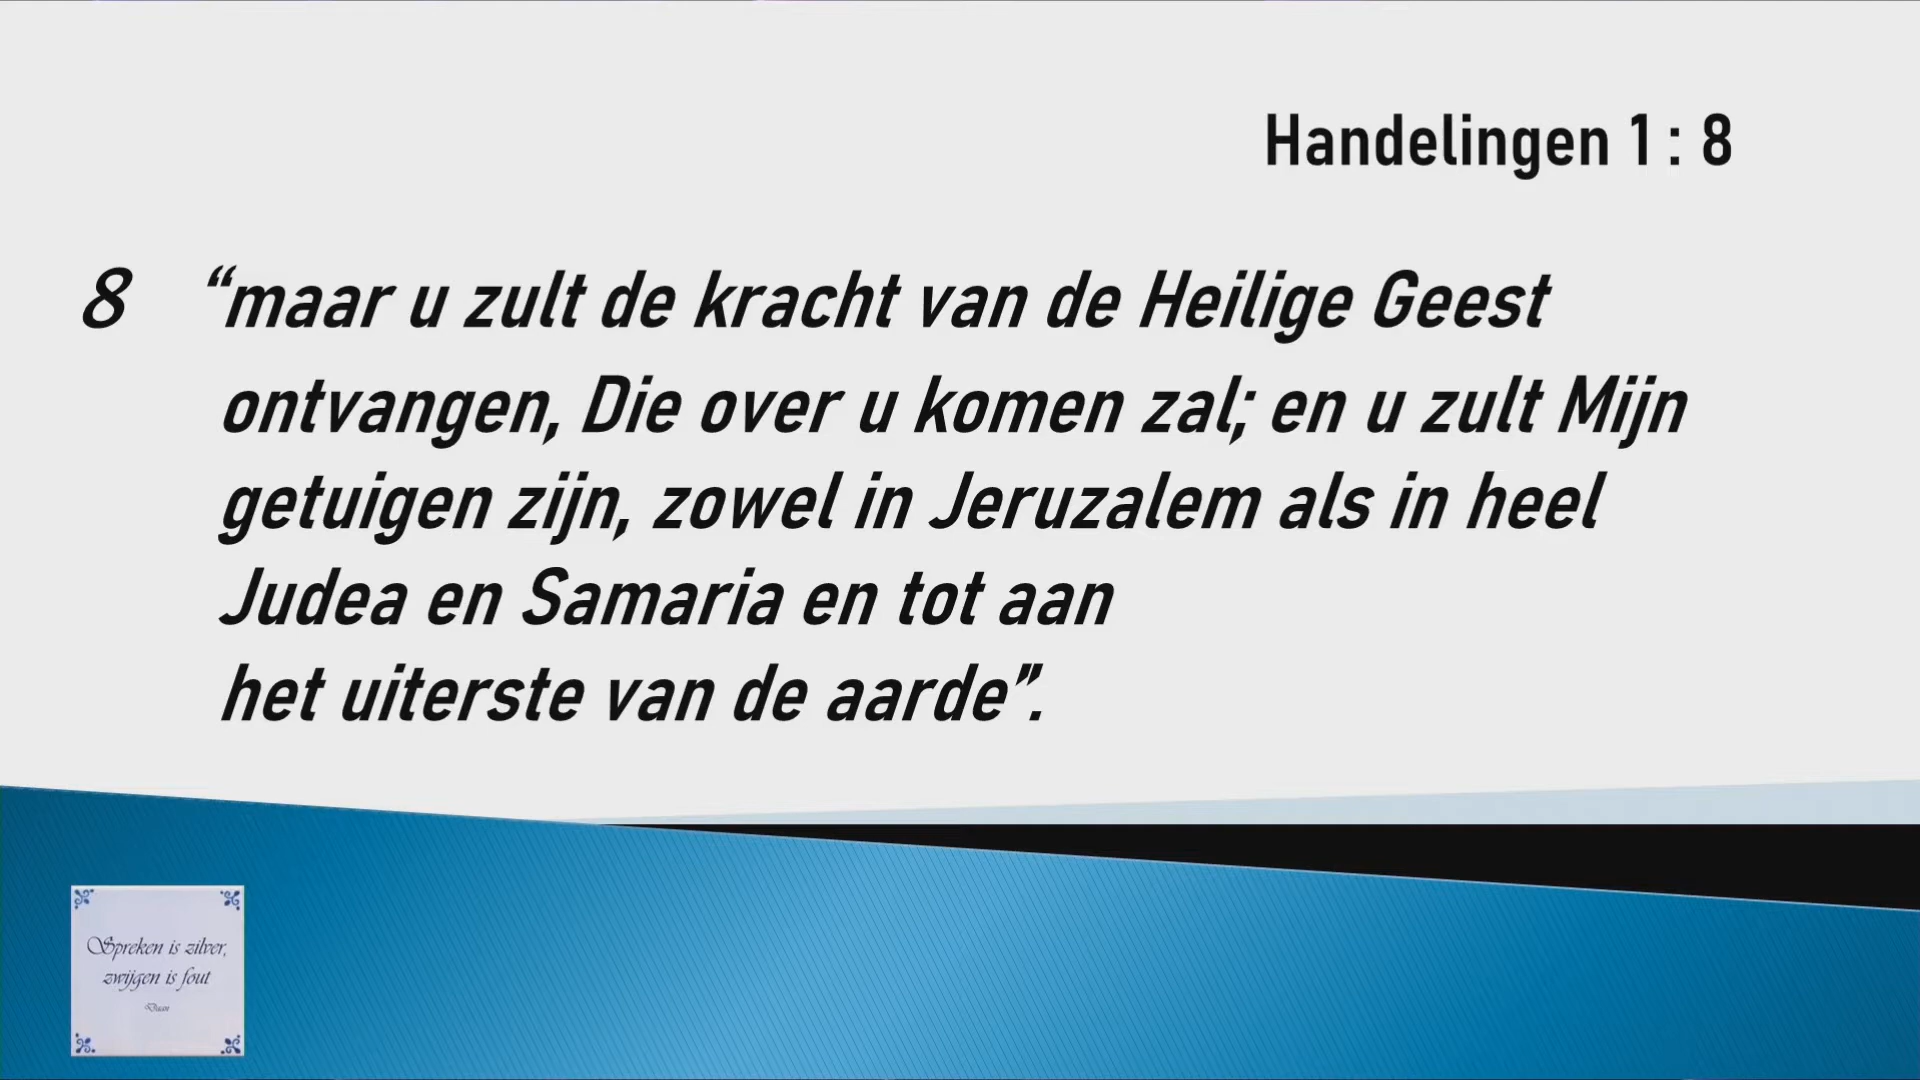 Handelingen 1 : 8
8 “maar u zult de kracht van de Heilige Geest
ontvangen, Die over u komen zal; en u zult Mijn
getuigen zijn, zowel in Jeruzalem als in heel
Judea en Samaria en tot aan
het uiterste van de aarde”.
Spreken is zilver,
zwijgen is fout
Daan